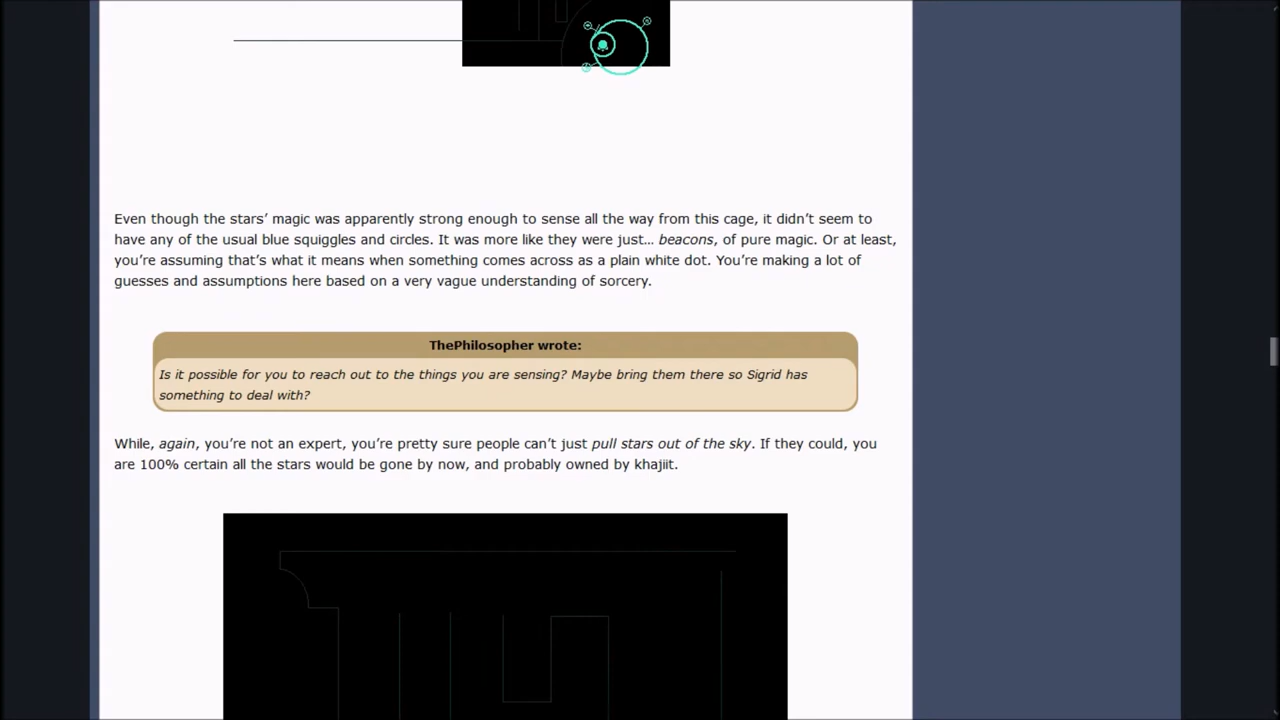 Even though the stars’ magic was apparently strong enough to sense all the way from this cage, it didn’t seem to
have any of the usual blue squiggles and circles. It was more like they were just… beacons, of pure magic. Or at least,
you’re assuming that’s what it means when something comes across as a plain white dot. You’re making a lot of
guesses and assumptions here based on a very vague understanding of sorcery.
ThePhilosopher wrote:
Is it possible for you to reach out to the things you are sensing? Maybe bring them there so Sigrid has
something to deal with?
While, again, you’re not an expert, you’re pretty sure people can’t just pull stars out of the sky. If they could, you
are 100% certain all the stars would be gone by now, and probably owned by khajiit.